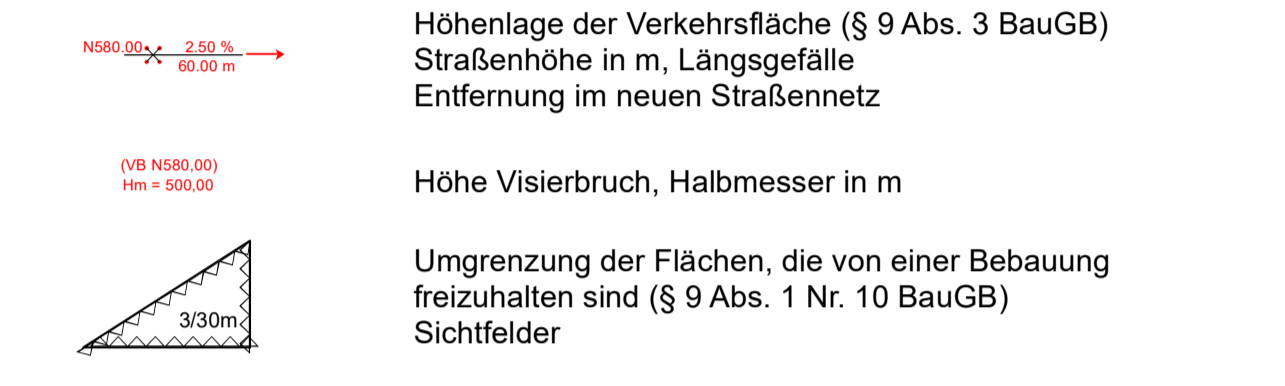 N580.00 2.50 %
60.00 m
Höhenlage der Verkehrsfläche (§ 9 Abs. 3 BauGB)
Straßenhöhe in m, Längsgefälle
Entfernung im neuen Straßennetz
(VB N580,00)
Hm = 500,00
Höhe Visierbruch, Halbmesser in m
3/30m
Umgrenzung der Flächen, die von einer Bebauung
freizuhalten sind (§ 9 Abs. 1 Nr. 10 BauGB)
Sichtfelder